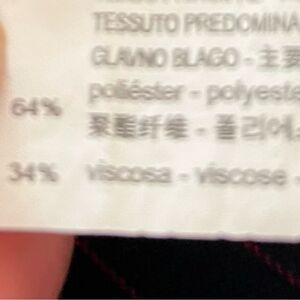 TESSUTO PREDOMINA
GLAVNO BLAGO - 主要
64% poliéster - polyeste
聚酯纤维 - 폴리에
34% viscosa - viscose -